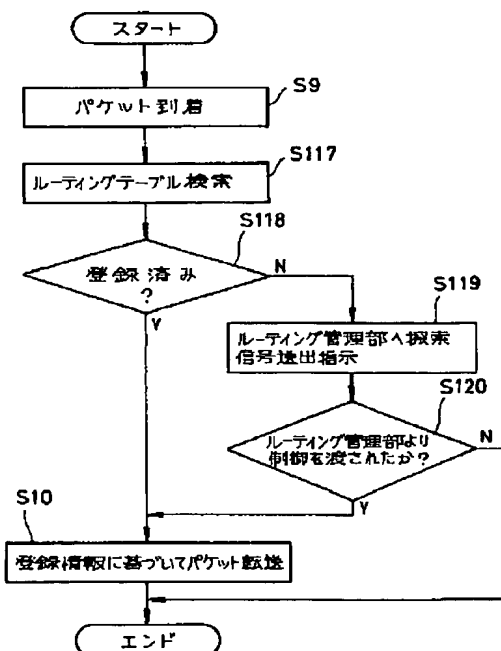 スタート
S9
パケット到着
S117
ルーティングテーブル検索
S118
登録済み
?
N
Y
S119
ルーティング管理部へ探索
信号送出指示
S120
ルーティング管理部より
制御を渡されたか?
N
Y
S10
登録情報に基づいてパケット転送
エンド